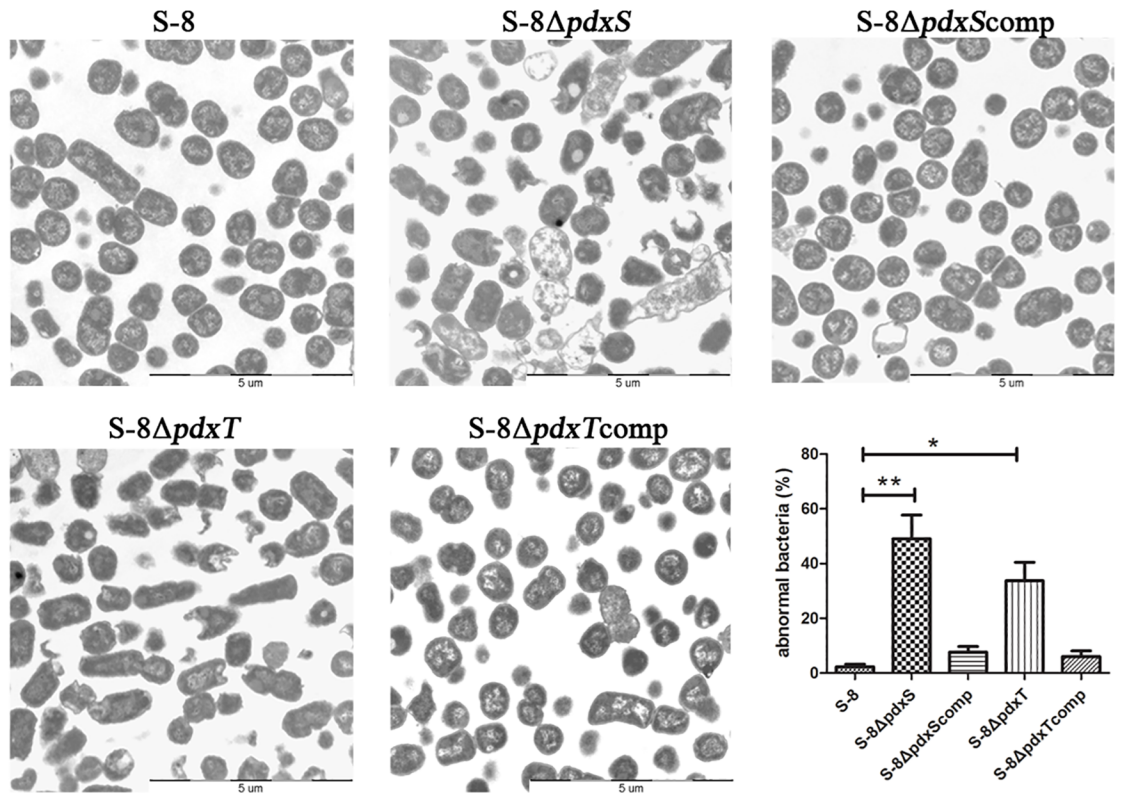 S-8
S-8ΔpdxS
S-8ΔpdxScomp
5 um
5 um
5 um
S-8ΔpdxT
S-8ΔpdxTcomp
5 um
5 um
abnormal bacteria (%)
80
60
40
20
0
*
**
S-8
S-8ΔpdxS
S-8ΔpdxScomp
S-8ΔpdxT
S-8ΔpdxTcomp